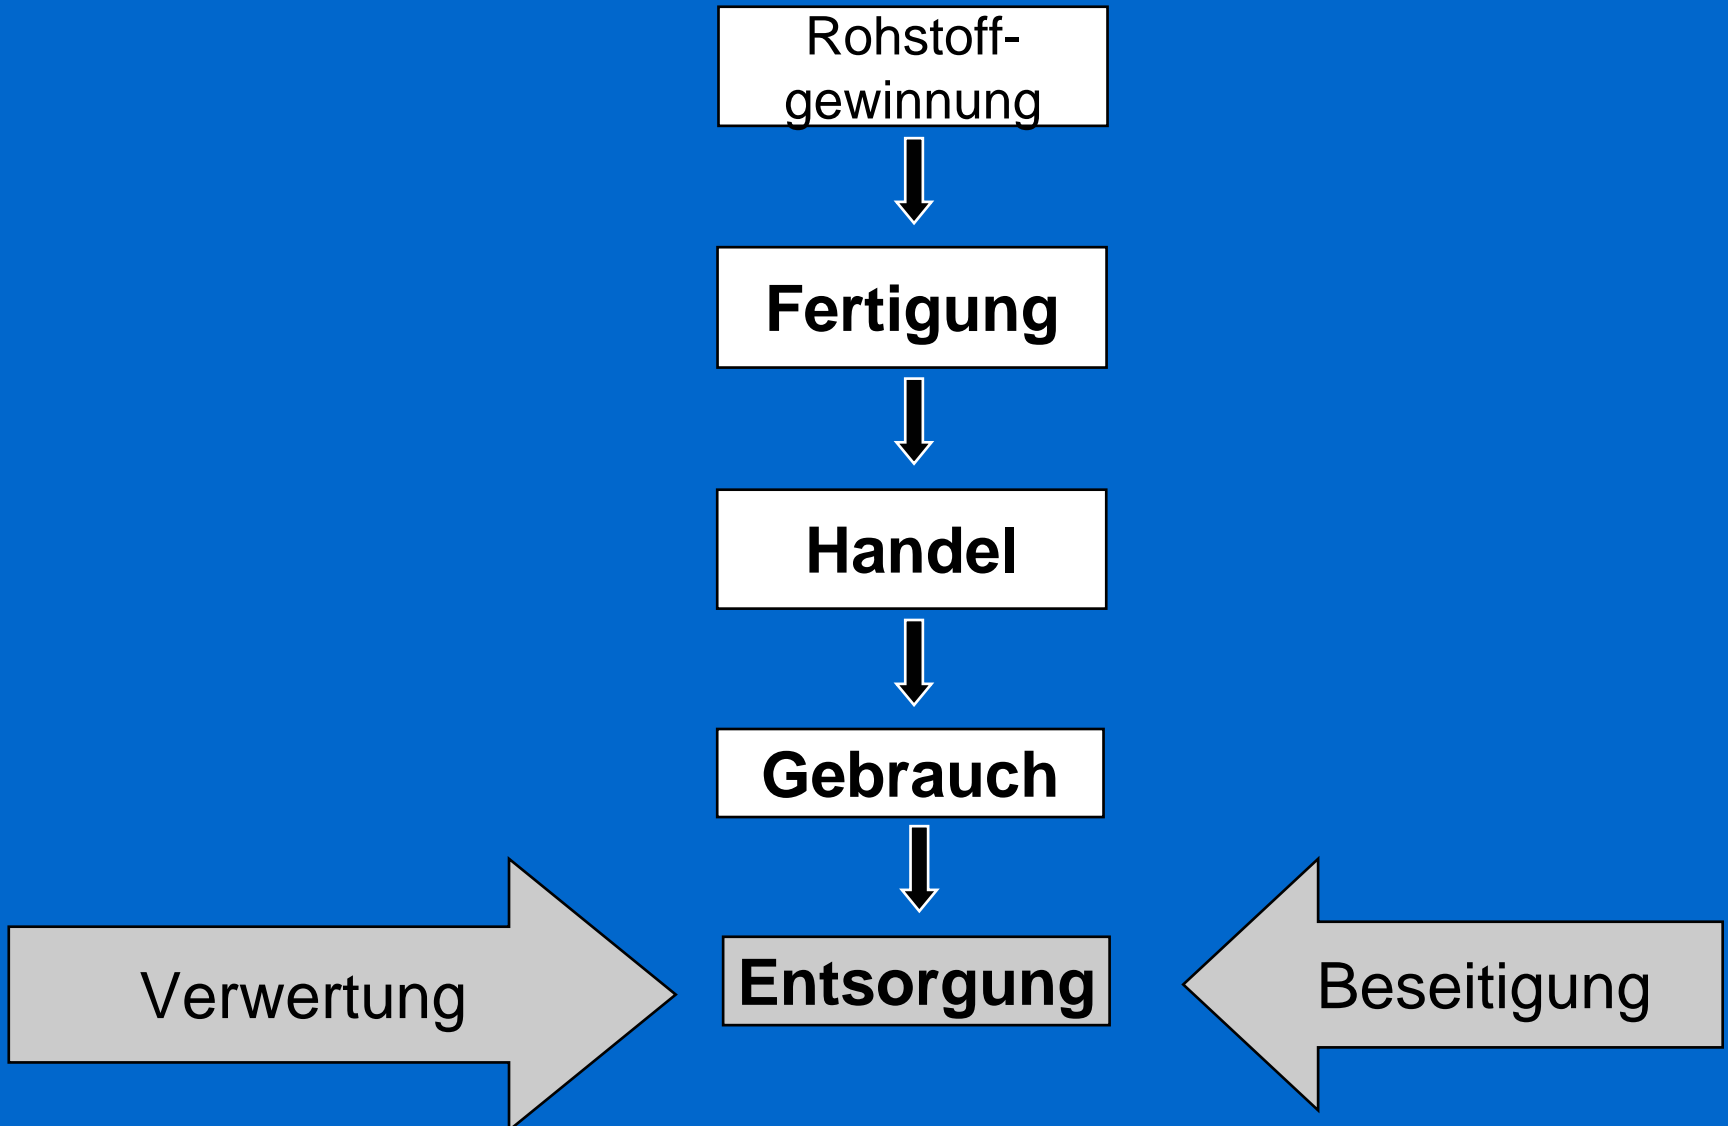 Rohstoff-
gewinnung
Fertigung
Handel
Gebrauch
Entsorgung
Verwertung
Beseitigung